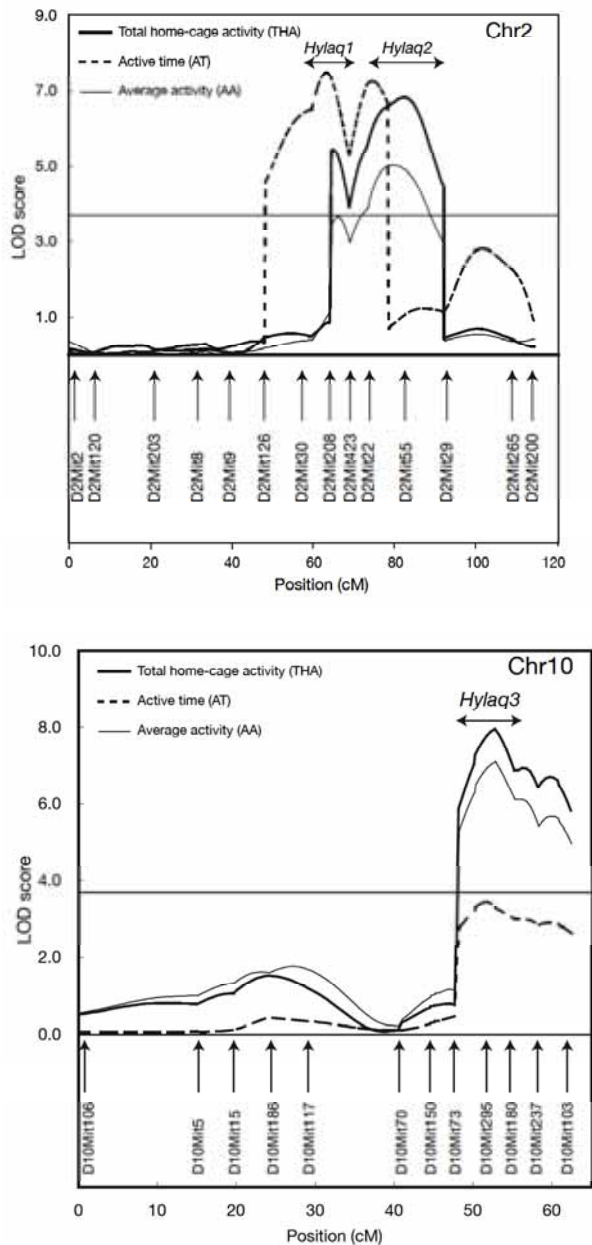 Chr2
9.0
Total home-cage activity (THA)
Hylaq1 Hylaq2
Active time (AT)
7.0
Average activity (AA)
5.0
LOD score
3.0
1.0
D2Mit2
D2Mit120
D2Mit203
D2Mit8
D2Mit9
D2Mit126
D2Mit30
D2Mit208
D2Mit423
D2Mit22
D2Mit55
D2Mit29
D2Mit265
D2Mit200
0 20 40 60 80 100 120
Position (cM)
10.0
Total home-cage activity (THA)
Chr10
Active time (AT)
Hylaq3
Average activity (AA)
8.0
6.0
LOD score
4.0
2.0
0.0
D10Mit106
D10Mit5
D10Mit15
D10Mit186
D10Mit117
D10Mit70
D10Mit150
D10Mit73
D10Mit295
D10Mit180
D10Mit237
D10Mit103
0 10 20 30 40 50 60
Position (cM)